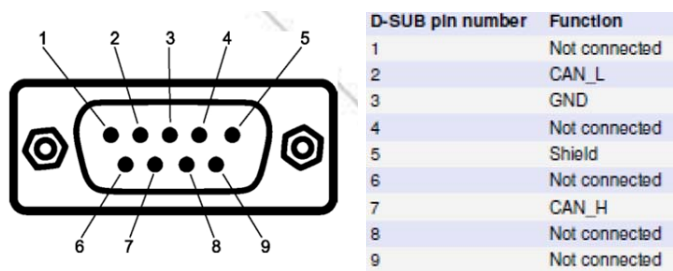 1 2 3 4 5
6 7 8 9
D-SUB pin number Function
1 Not connected
2 CAN_L
3 GND
4 Not connected
5 Shield
6 Not connected
7 CAN_H
8 Not connected
9 Not connected